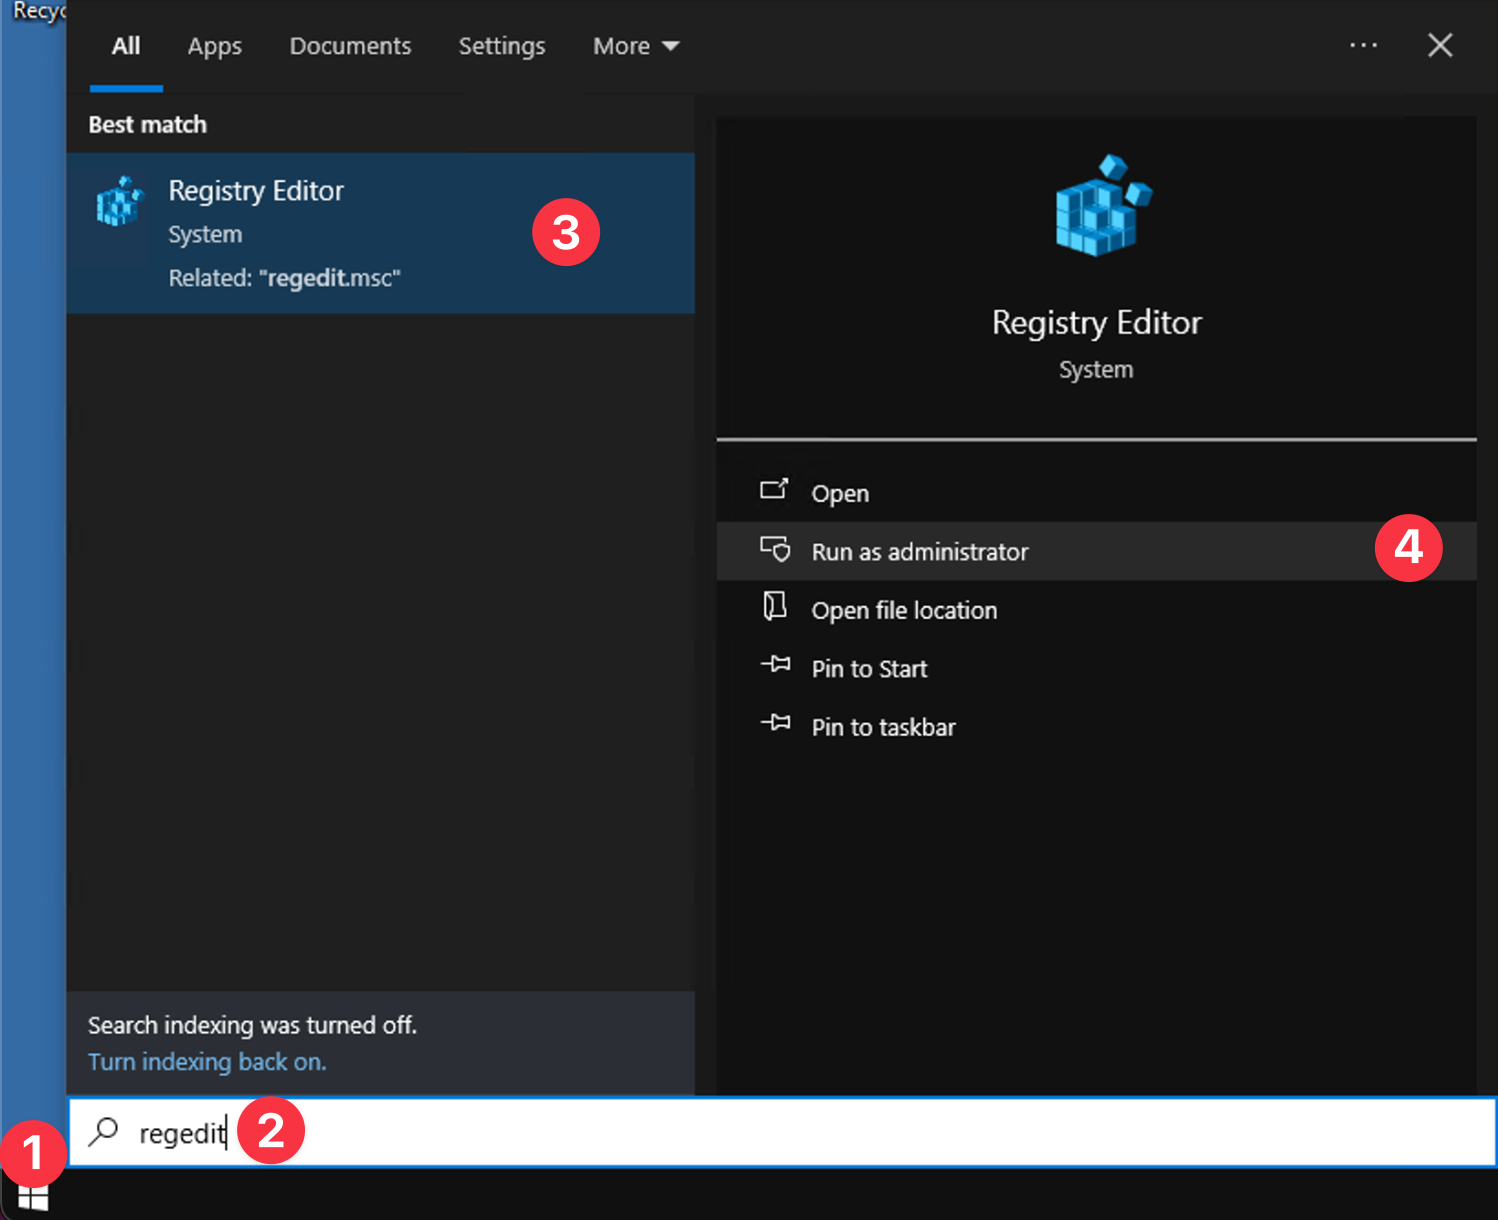 Recyc
All Apps Documents Settings More
Best match
Registry Editor
System
Related: "regedit.msc"
3
Registry Editor
System
Open
Run as administrator
4
Open file location
Pin to Start
Pin to taskbar
Search indexing was turned off.
Turn indexing back on.
regedit
2
1